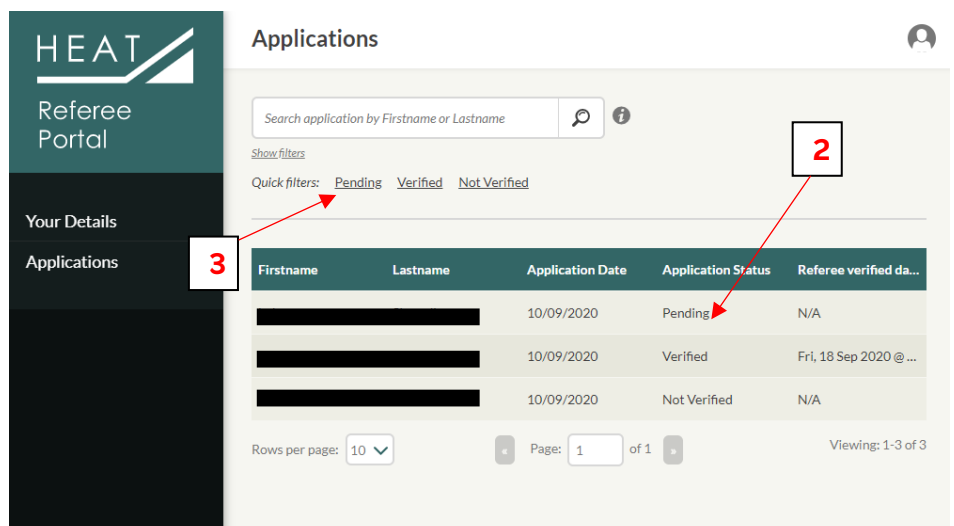 HEAT
Referee
Portal
Your Details
Applications
Applications
Search application by Firstname or Lastname
Show filters
Quick filters: Pending Verified Not Verified
2
3
Firstname Lastname Application Date Application Status Referee verified da...
10/09/2020 Pending N/A
10/09/2020 Verified Fri, 18 Sep 2020 @ ...
10/09/2020 Not Verified N/A
Rows per page: 10 « Page: 1 of 1 » Viewing: 1-3 of 3